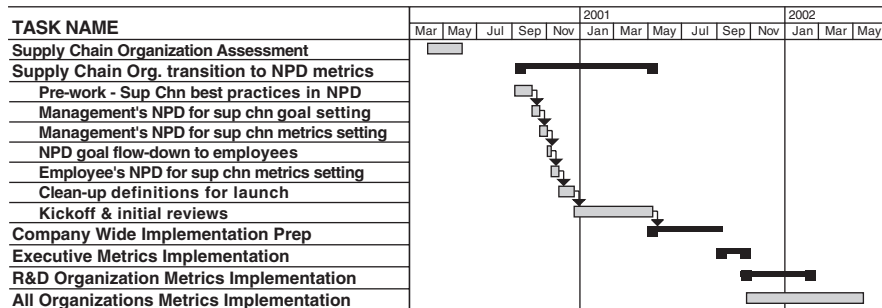 2001 2002
TASK NAME Mar May Jul Sep Nov Jan Mar May Jul Sep Nov Jan Mar May
Supply Chain Organization Assessment
Supply Chain Org. transition to NPD metrics
Pre-work - Sup Chn best practices in NPD
Management's NPD for sup chn goal setting
Management's NPD for sup chn metrics setting
NPD goal flow-down to employees
Employee's NPD for sup chn metrics setting
Clean-up definitions for launch
Kickoff & initial reviews
Company Wide Implementation Prep
Executive Metrics Implementation
R&D Organization Metrics Implementation
All Organizations Metrics Implementation